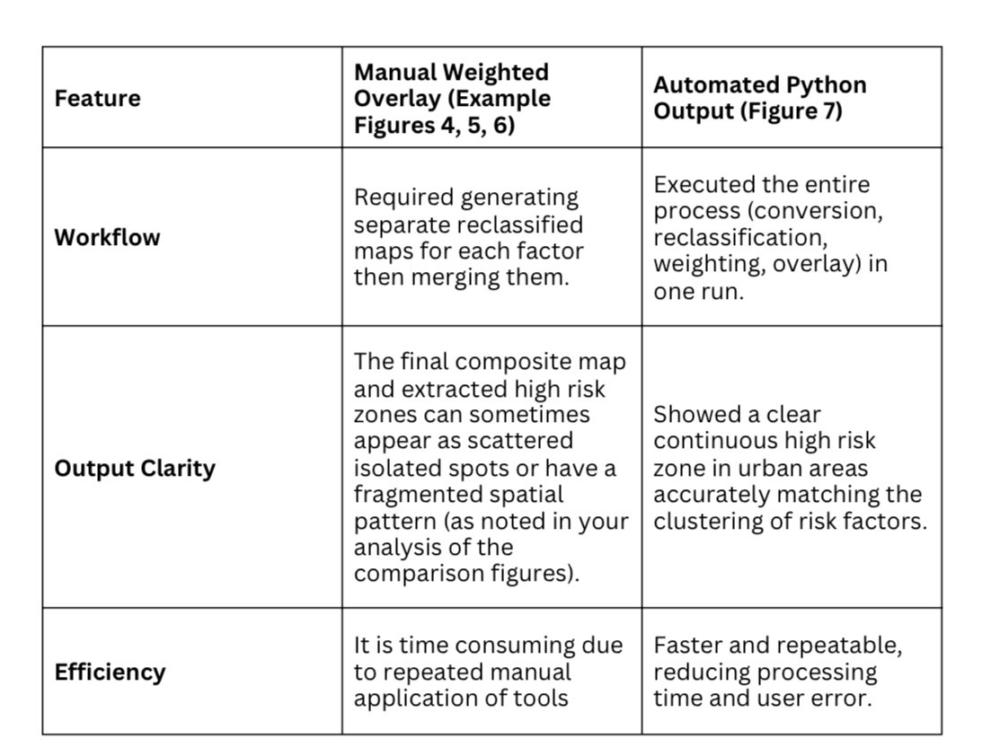 Feature
Manual Weighted
Overlay (Example
Figures 4, 5, 6)
Automated Python
Output (Figure 7)
Workflow
Required generating
separate reclassified
maps for each factor
then merging them.
Executed the entire
process (conversion,
reclassification,
weighting, overlay) in
one run.
Output Clarity
The final composite map
and extracted high risk
zones can sometimes
appear as scattered
isolated spots or have a
fragmented spatial
pattern (as noted in your
analysis of the
comparison figures).
Showed a clear
continuous high risk
zone in urban areas
accurately matching the
clustering of risk factors.
Efficiency
It is time consuming due
to repeated manual
application of tools
Faster and repeatable,
reducing processing
time and user error.